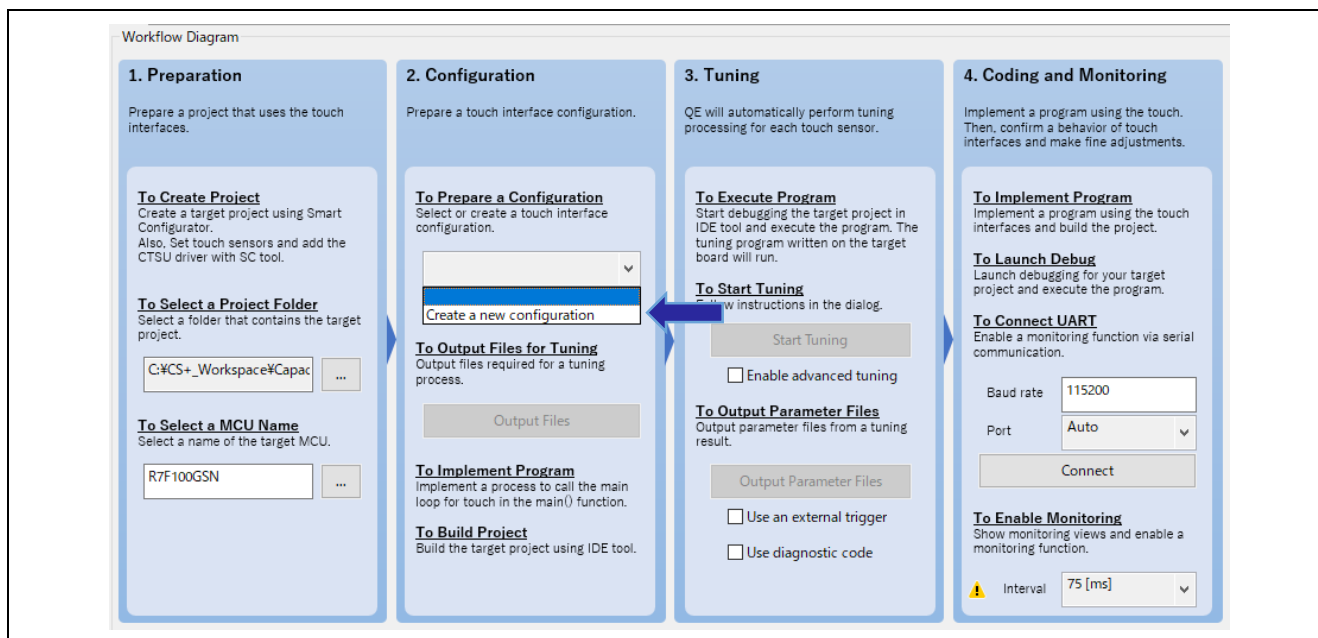 Workflow Diagram
1. Preparation
Prepare a project that uses the touch
interfaces.
To Create Project
Create a target project using Smart
Configurator.
Also, Set touch sensors and add the
CTSU driver with SC tool.
To Select a Project Folder
Select a folder that contains the target
project.
C:¥CS+_Workspace¥Capac
...
To Select a MCU Name
Select a name of the target MCU.
R7F100GSN
...
2. Configuration
Prepare a touch interface configuration.
To Prepare a Configuration
Select or create a touch interface
configuration.
Create a new configuration
To Output Files for Tuning
Output files required for a tuning
process.
Output Files
To Implement Program
Implement a process to call the main
loop for touch in the main() function.
To Build Project
Build the target project using IDE tool.
3. Tuning
QE will automatically perform tuning
processing for each touch sensor.
To Execute Program
Start debugging the target project in
IDE tool and execute the program. The
tuning program written on the target
board will run.
To Start Tuning
instructions in the dialog.
Start Tuning
Enable advanced tuning
To Output Parameter Files
Output parameter files from a tuning
result.
Output Parameter Files
Use an external trigger
Use diagnostic code
4. Coding and Monitoring
Implement a program using the touch.
Then, confirm a behavior of touch
interfaces and make fine adjustments.
To Implement Program
Implement a program using the touch
interfaces and build the project.
To Launch Debug
Launch debugging for your target
project and execute the program.
To Connect UART
Enable a monitoring function via serial
communication.
Baud rate 115200
Port Auto
Connect
To Enable Monitoring
Show monitoring views and enable a
monitoring function.
Interval 75 [ms]